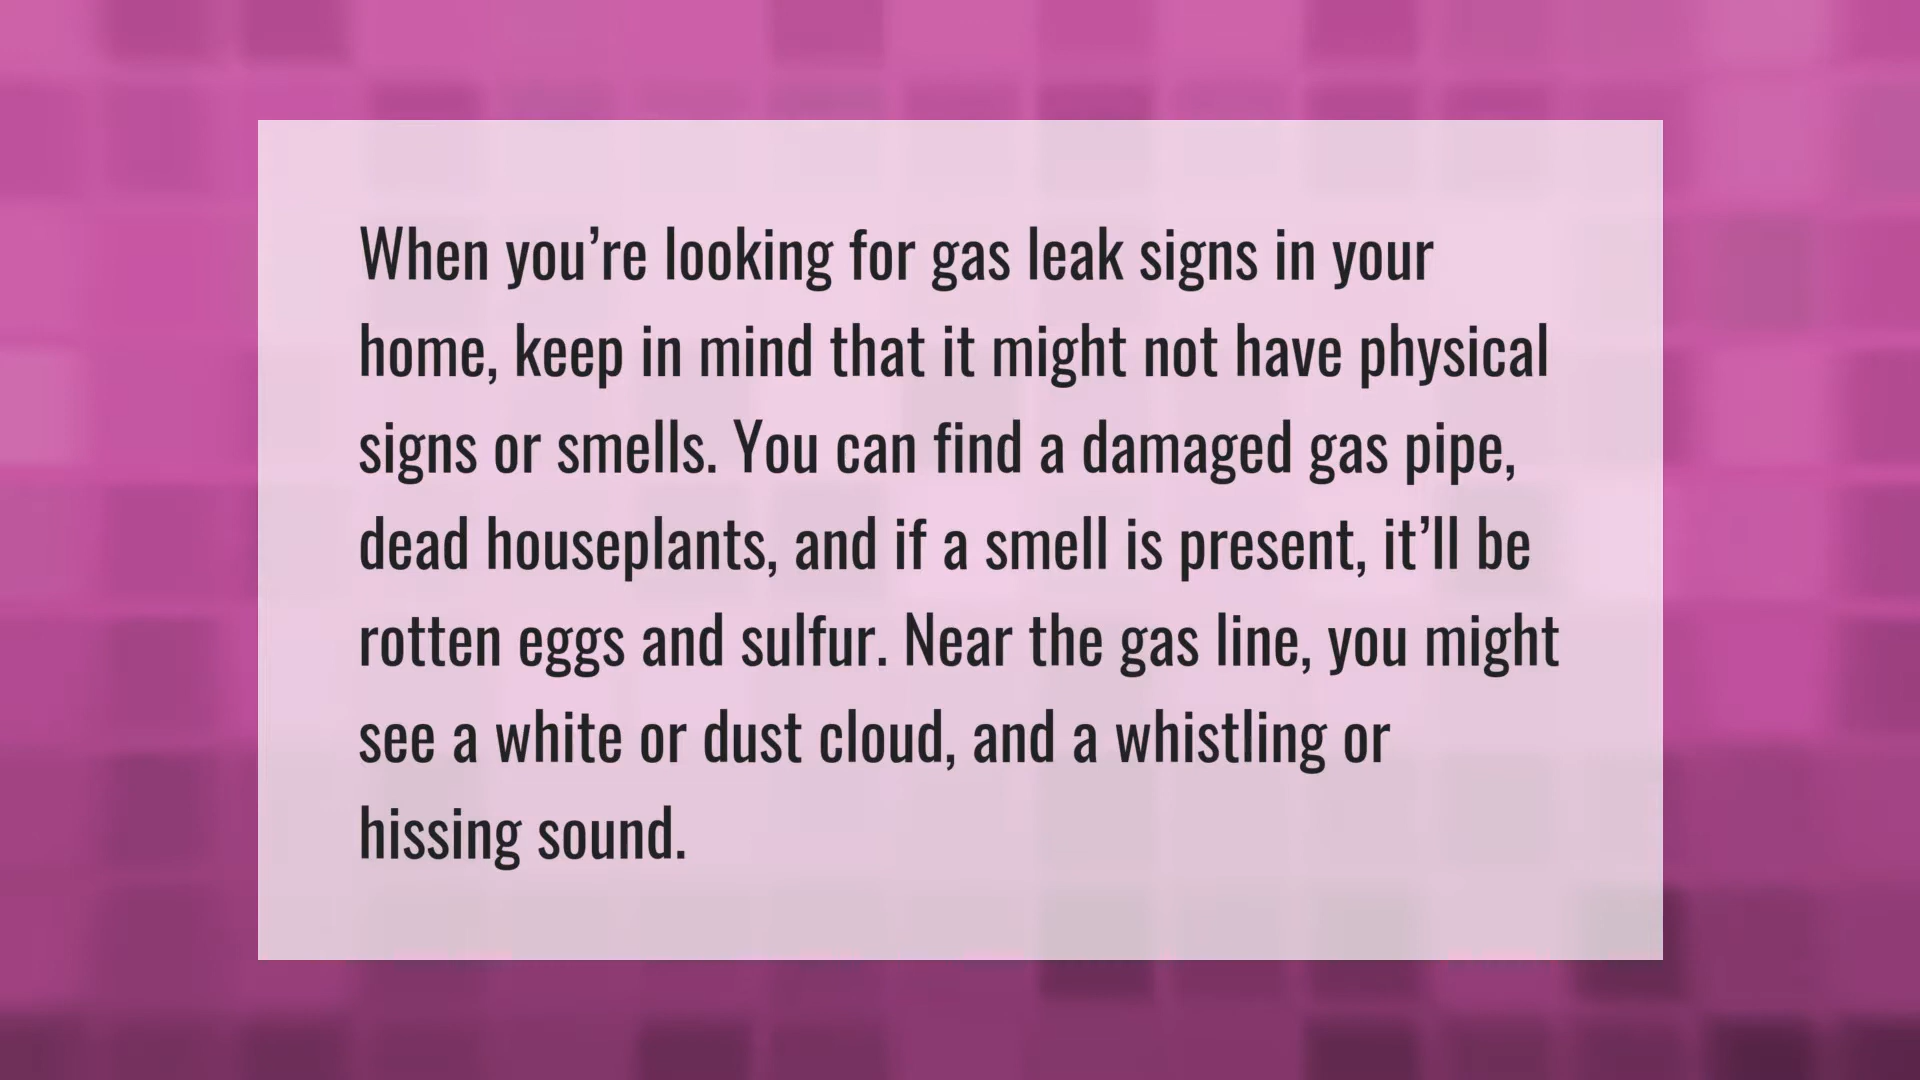 When you’re looking for gas leak signs in your
home, keep in mind that it might not have physical
signs or smells. You can find a damaged gas pipe,
dead houseplants, and if a smell is present, it’ll be
rotten eggs and sulfur. Near the gas line, you might
see a white or dust cloud, and a whistling or
hissing sound.